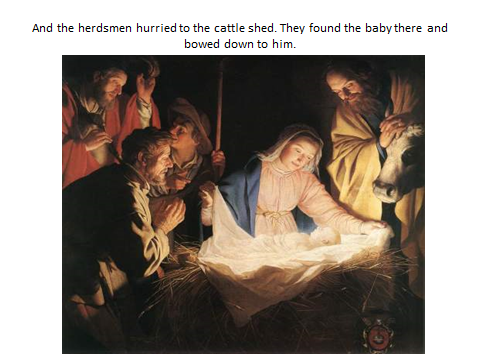 And the herdsmen hurried to the cattle shed. They found the baby there and
bowed down to him.